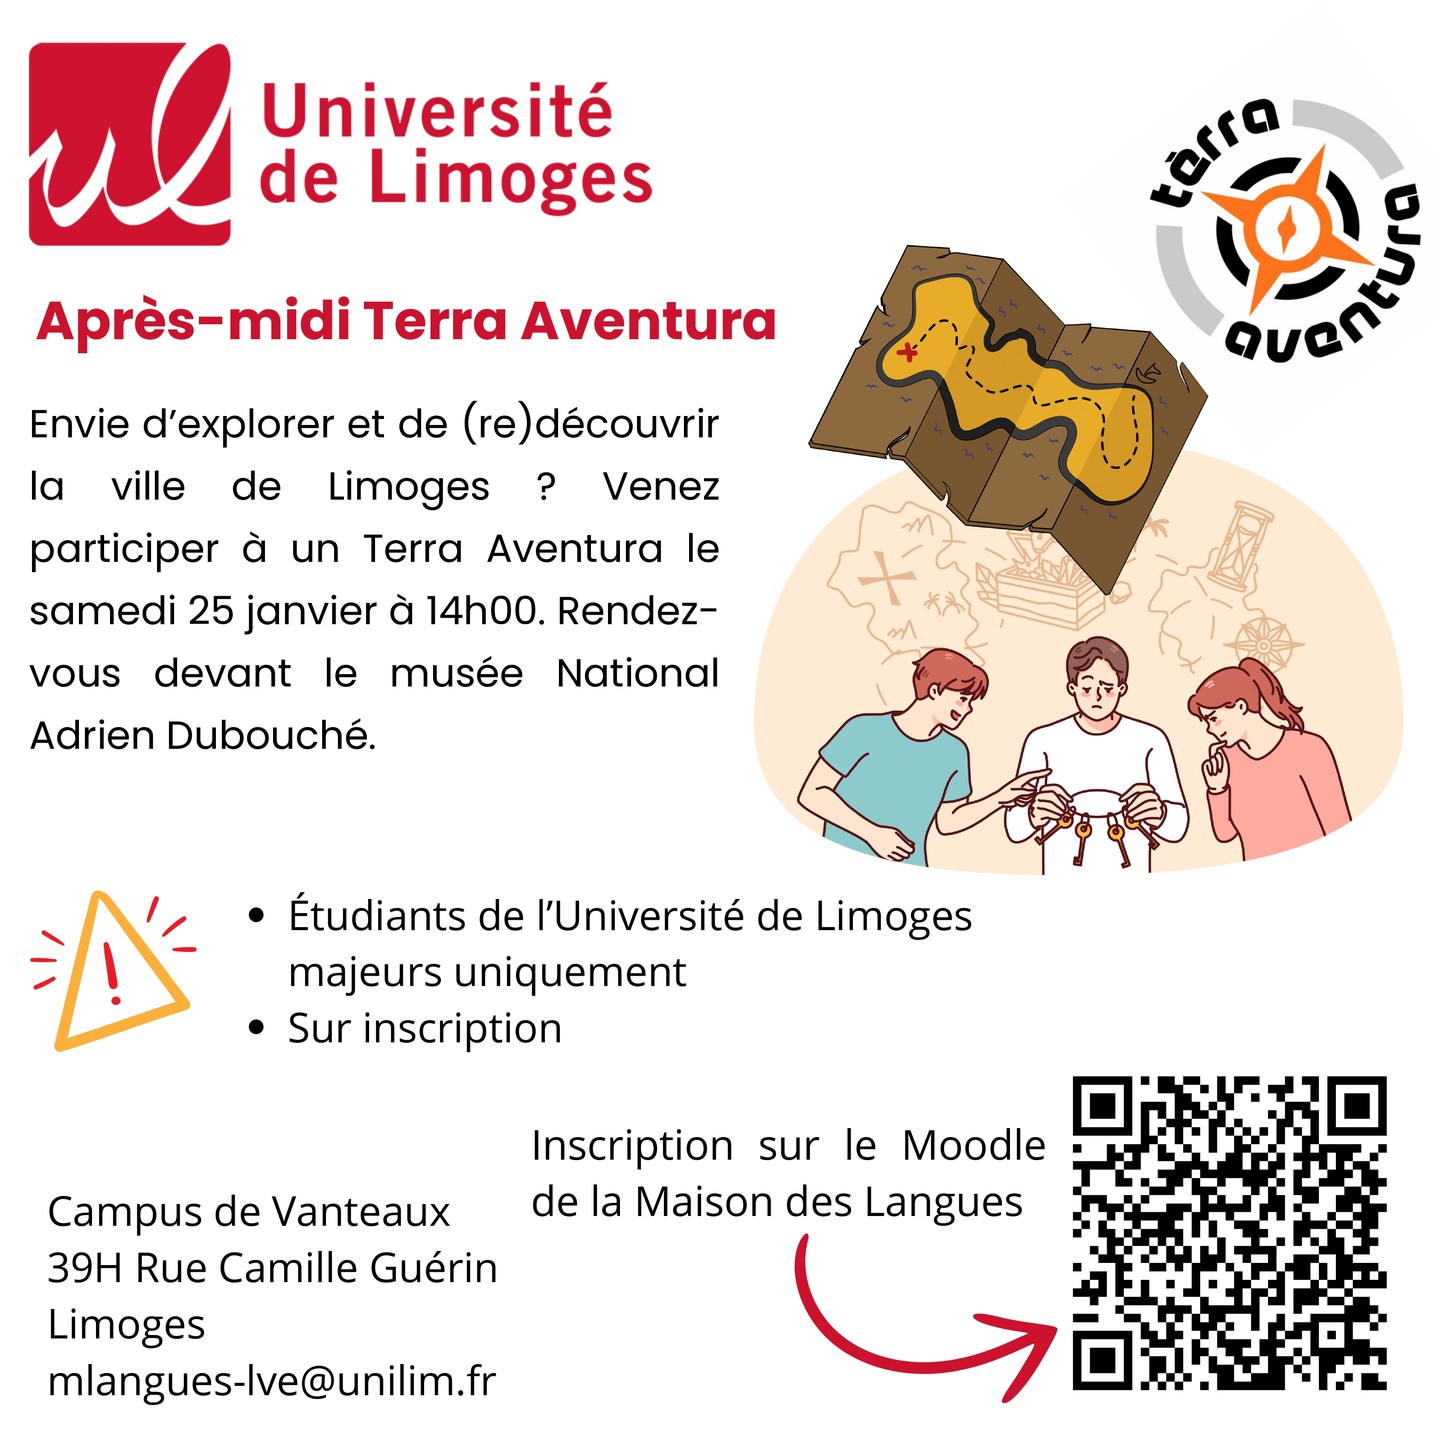 Université
de Limoges
tèrra
aventura
Après-midi Terra Aventura
Envie d’explorer et de (re)découvrir
la ville de Limoges ? Venez
participer à un Terra Aventura le
samedi 25 janvier à 14h00. Rendez-
vous devant le musée National
Adrien Dubouché.
• Étudiants de l’Université de Limoges
majeurs uniquement
• Sur inscription
Inscription sur le Moodle
de la Maison des Langues
Campus de Vanteaux
39H Rue Camille Guérin
Limoges
mlangues-lve@unilim.fr